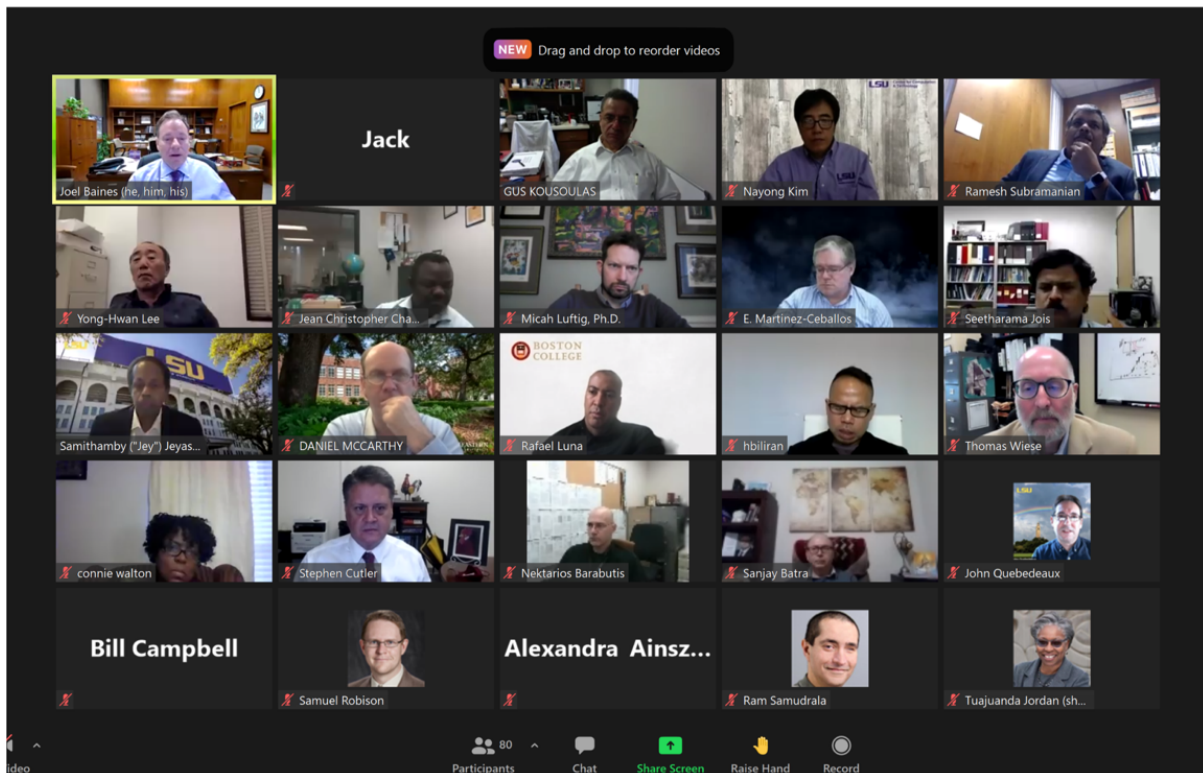 NEW Drag and drop to reorder videos
Joel Baines (he, him, his)
Jack
GUS KOUSOULAS
LSU
Nayong Kim
Ramesh Subramanian
Yong-Hwan Lee
Jean Christopher Cha...
Micah Luftig, Ph.D.
E. Martinez-Ceballos
Seetharama Jois
LSU
LSU
Samithamby ("Jey") Jeyas...
DANIEL MCCARTHY
BOSTON
COLLEGE
Rafael Luna
hbiliran
Thomas Wiese
connie walton
Stephen Cutler
Nektarios Barabutis
Sanjay Batra
LSU
John Quebedeaux
Bill Campbell
Samuel Robison
Alexandra Ainsz...
Ram Samudrala
Tuajuanda Jordan (sh...
80
Participants
Chat
Share Screen
Raise Hand
Record